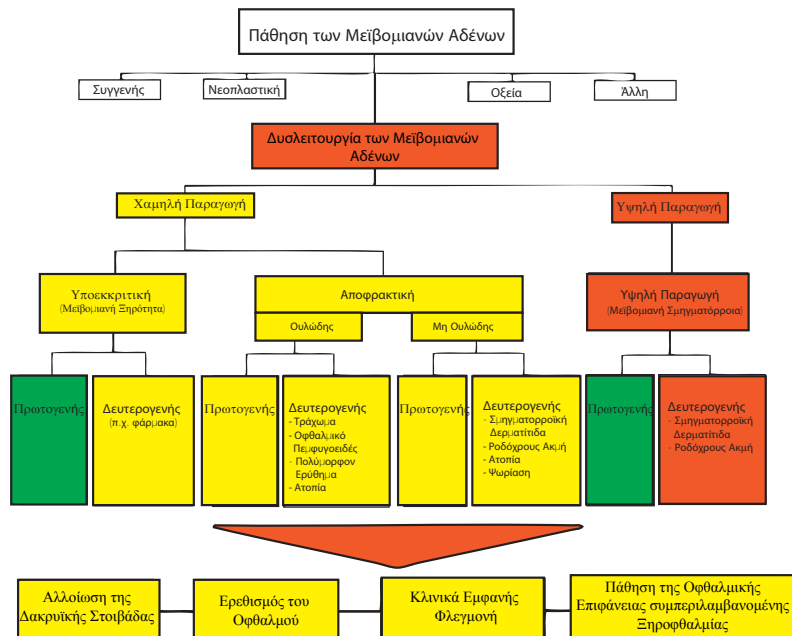 Πάθηση των Μεϊβομιανών Αδένων
Συγγενής
Νεοπλαστική
Οξεία
Άλλη
Δυσλειτουργία των Μεϊβομιανών
Αδένων
Χαμηλή Παραγωγή
Υψηλή Παραγωγή
Υποεκκριτική
(Μεϊβομιανή Ξηρότητα)
Αποφρακτική
Υψηλή Παραγωγή
(Μεϊβομιανή Σμηγματόρροια)
Ουλώδης
Μη Ουλώδης
Πρωτογενής
Δευτερογενής
(π.χ. φάρμακα)
Πρωτογενής
Δευτερογενής
- Τράχωμα
- Οφθαλμικό
Πεμφυγοειδές
- Πολύμορφον
Ερύθημα
- Ατοπία
Πρωτογενής
Δευτερογενής
- Σμηγματορροϊκή
Δερματίτιδα
- Ροδόχρους Ακμή
- Ατοπία
- Ψωρίαση
Πρωτογενής
Δευτερογενής
- Σμηγματορροϊκή
Δερματίτιδα
- Ροδόχρους Ακμή
Αλλοίωση της
Δακρυϊκής Στοιβάδας
Ερεθισμός του
Οφθαλμού
Κλινικά Εμφανής
Φλεγμονή
Πάθηση της Οφθαλμικής
Επιφάνειας συμπεριλαμβανομένης
Ξηροφθαλμίας